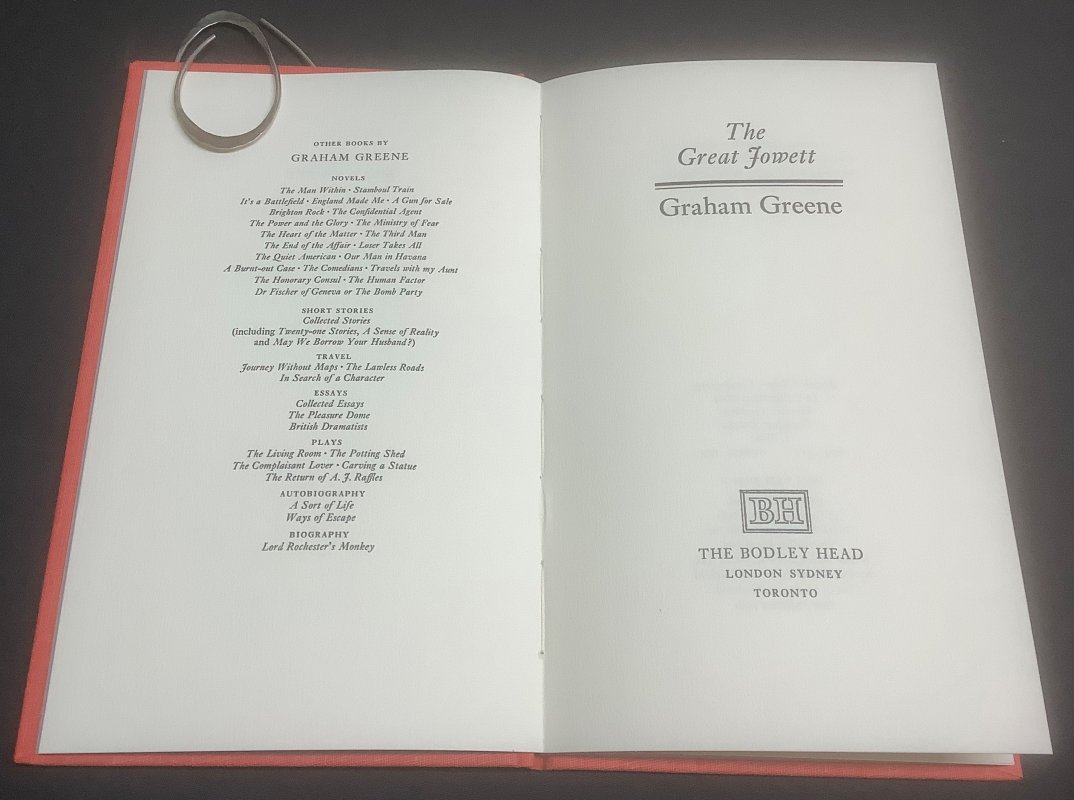 OTHER BOOKS BY
GRAHAM GREENE
NOVELS
The Man Within · Stamboul Train
It's a Battlefield · England Made Me · A Gun for Sale
Brighton Rock · The Confidential Agent
The Power and the Glory · The Ministry of Fear
The Heart of the Matter · The Third Man
The End of the Affair · Loser Takes All
The Quiet American · Our Man in Havana
A Burnt-out Case · The Comedians · Travels with my Aunt
The Honorary Consul · The Human Factor
Dr Fischer of Geneva or The Bomb Party
SHORT STORIES
Collected Stories
(including Twenty-one Stories, A Sense of Reality
and May We Borrow Your Husband?)
TRAVEL
Journey Without Maps · The Lawless Roads
In Search of a Character
ESSAYS
Collected Essays
The Pleasure Dome
British Dramatists
PLAYS
The Living Room · The Potting Shed
The Complaisant Lover · Carving a Statue
The Return of A. J. Raffles
AUTOBIOGRAPHY
A Sort of Life
Ways of Escape
BIOGRAPHY
Lord Rochester's Monkey
The
Great Jowett
Graham Greene
BH
THE BODLEY HEAD
LONDON SYDNEY
TORONTO